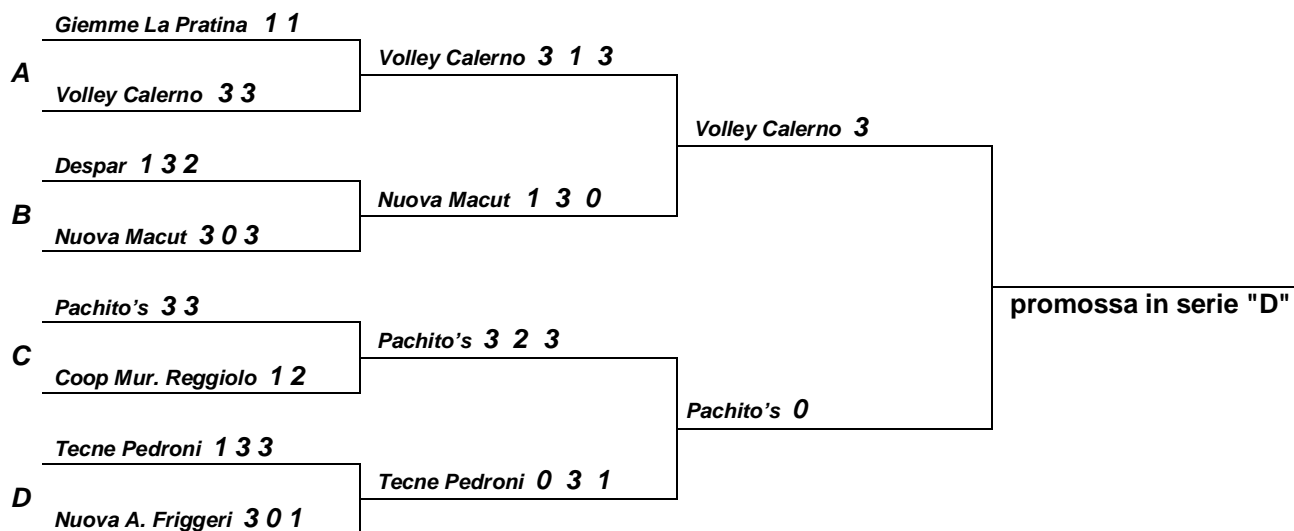 Giemme La Pratina 1 1
A
Volley Calerno 3 3
Volley Calerno 3 1 3
Despar 1 3 2
B
Nuova Macut 3 0 3
Nuova Macut 1 3 0
Volley Calerno 3
Pachito's 3 3
C
Coop Mur. Reggiolo 1 2
Pachito's 3 2 3
Tecne Pedroni 1 3 3
D
Nuova A. Friggeri 3 0 1
Tecne Pedroni 0 3 1
Pachito's 0
promossa in serie "D"